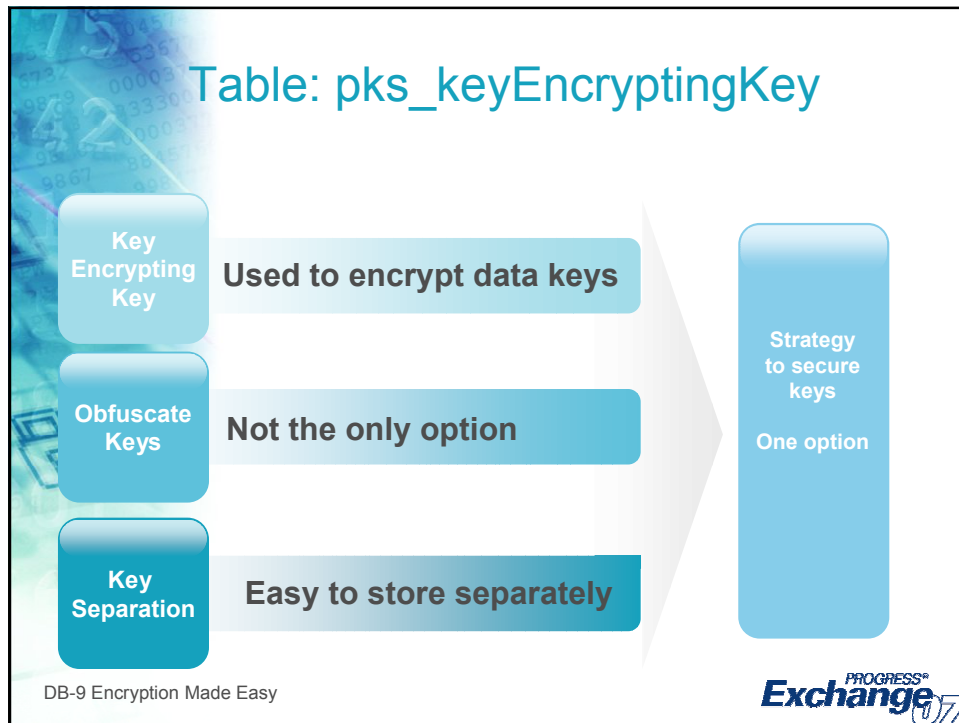 Table: pks_keyEncryptingKey
Key
Encrypting
Key
Used to encrypt data keys
Obfuscate
Keys
Not the only option
Key
Separation
Easy to store separately
Strategy
to secure
keys
One option
DB-9 Encryption Made Easy
PROGRESS®
Exchange 07